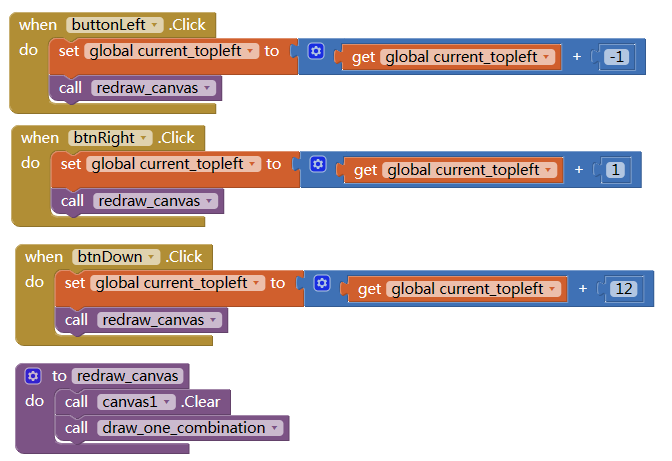 when buttonLeft .Click
do set global current_topleft to get global current_topleft + -1
call redraw_canvas
when btnRight .Click
do set global current_topleft to get global current_topleft + 1
call redraw_canvas
when btnDown .Click
do set global current_topleft to get global current_topleft + 12
call redraw_canvas
to redraw_canvas
do call canvas1 .Clear
call draw_one_combination